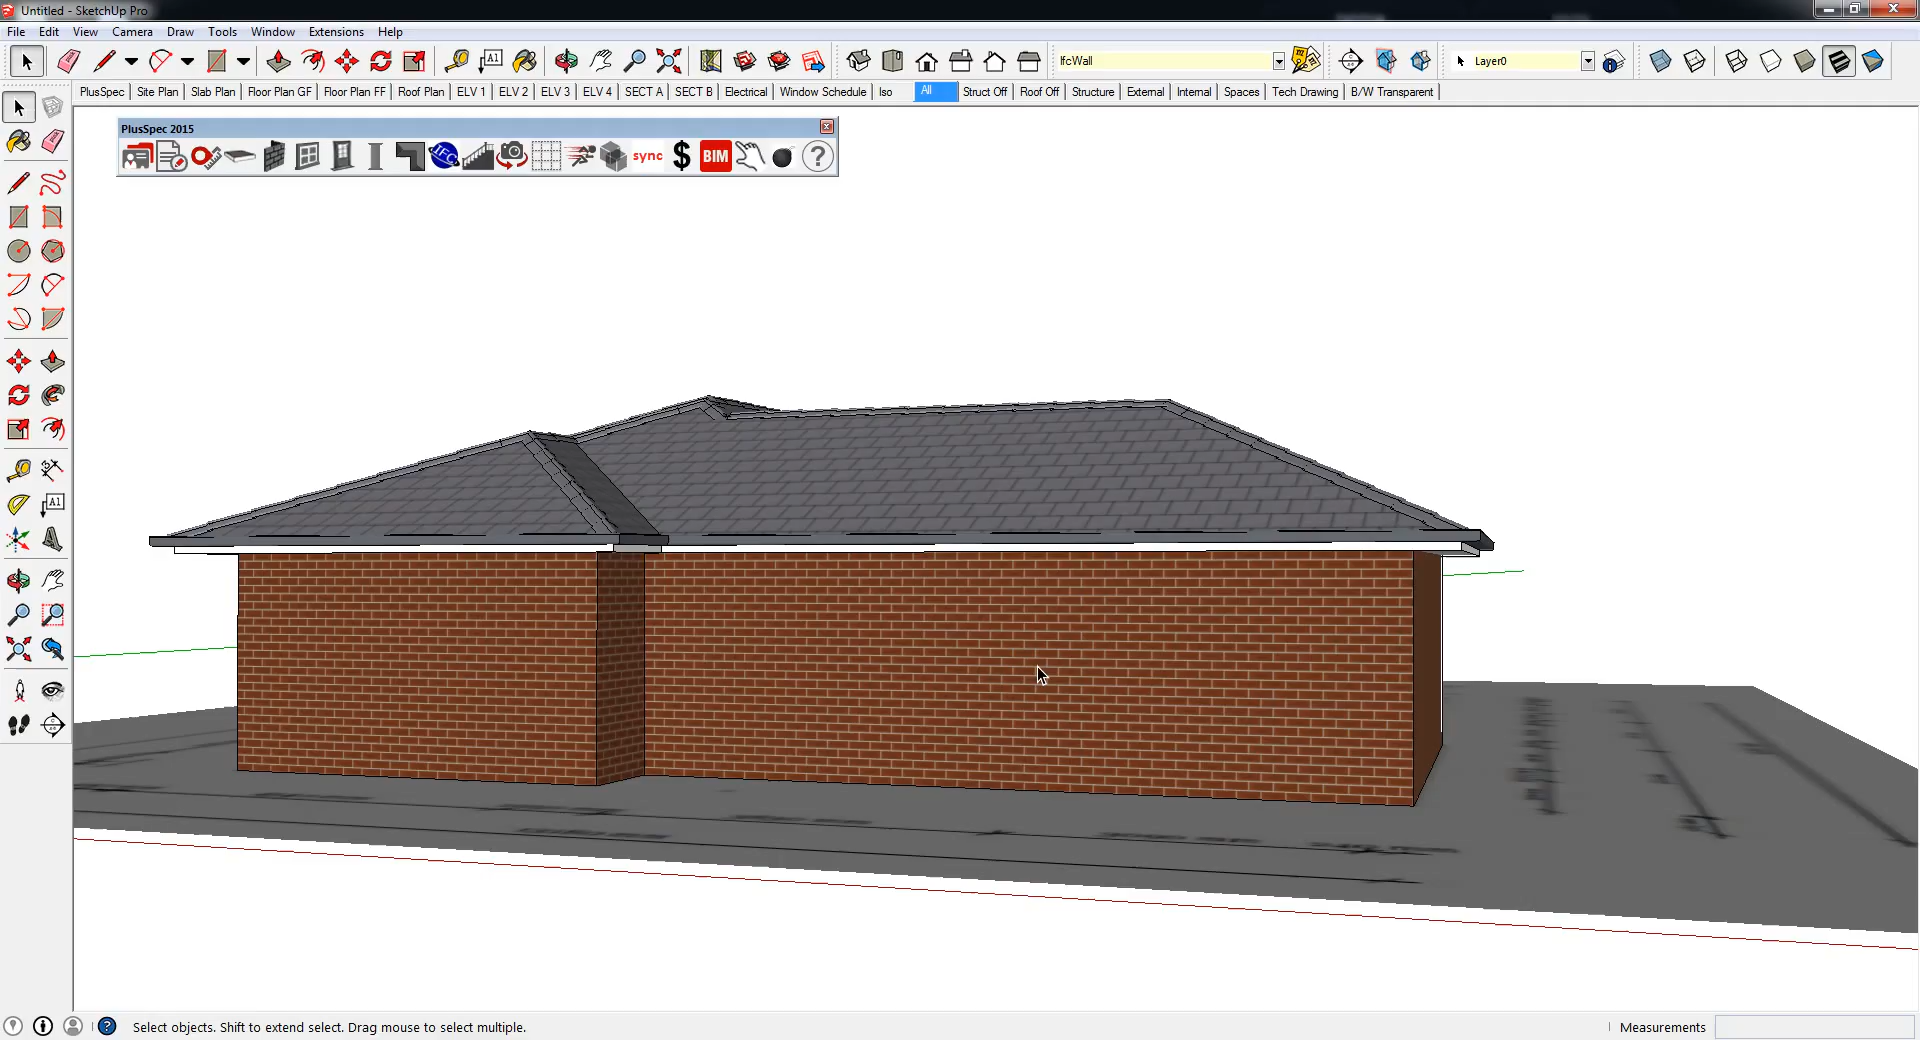 Untitled - SketchUp Pro
File Edit View Camera Draw Tools Window Extensions Help
A1 IfcWall Layer0
PlusSpec Site Plan Slab Plan Floor Plan GF Floor Plan FF Roof Plan ELV 1 ELV 2 ELV 3 ELV 4 SECT A SECT B Electrical Window Schedule Iso All Struct Off Roof Off Structure External Internal Spaces Tech Drawing B/W Transparent
PlusSpec 2015
IFC sync $ BIM ?
A1
Select objects. Shift to extend select. Drag mouse to select multiple.
Measurements